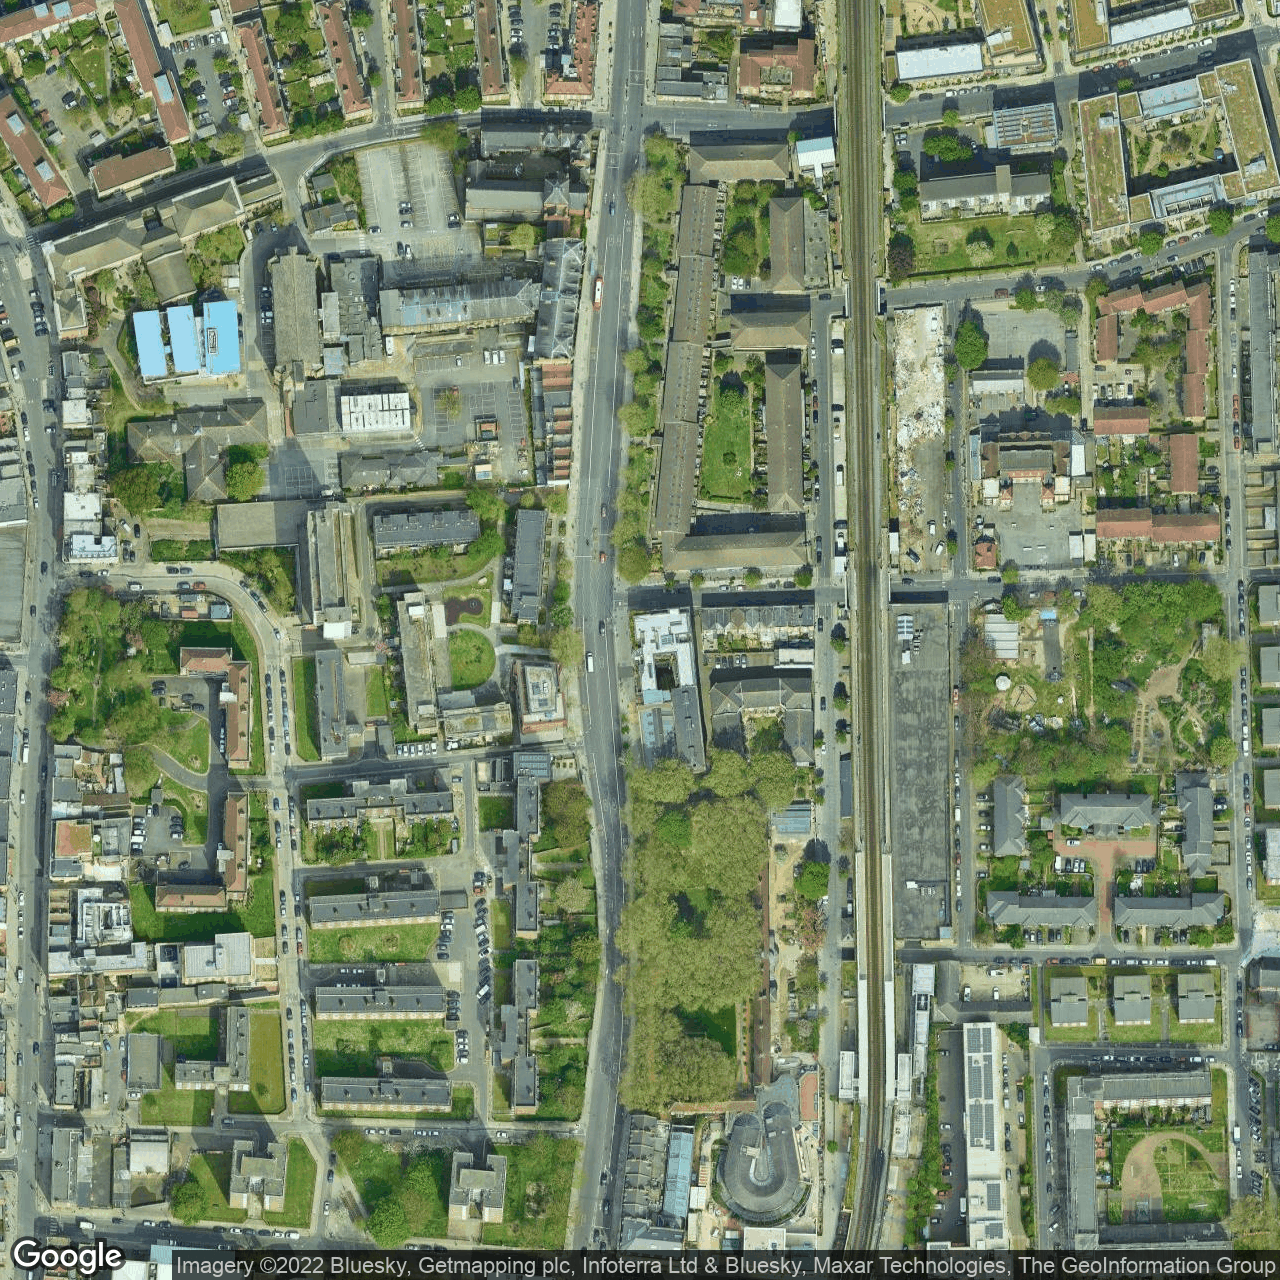 Google
Imagery ©2022 Bluesky, Getmapping plc, Infoterra Ltd & Bluesky, Maxar Technologies, The GeoInformation Group